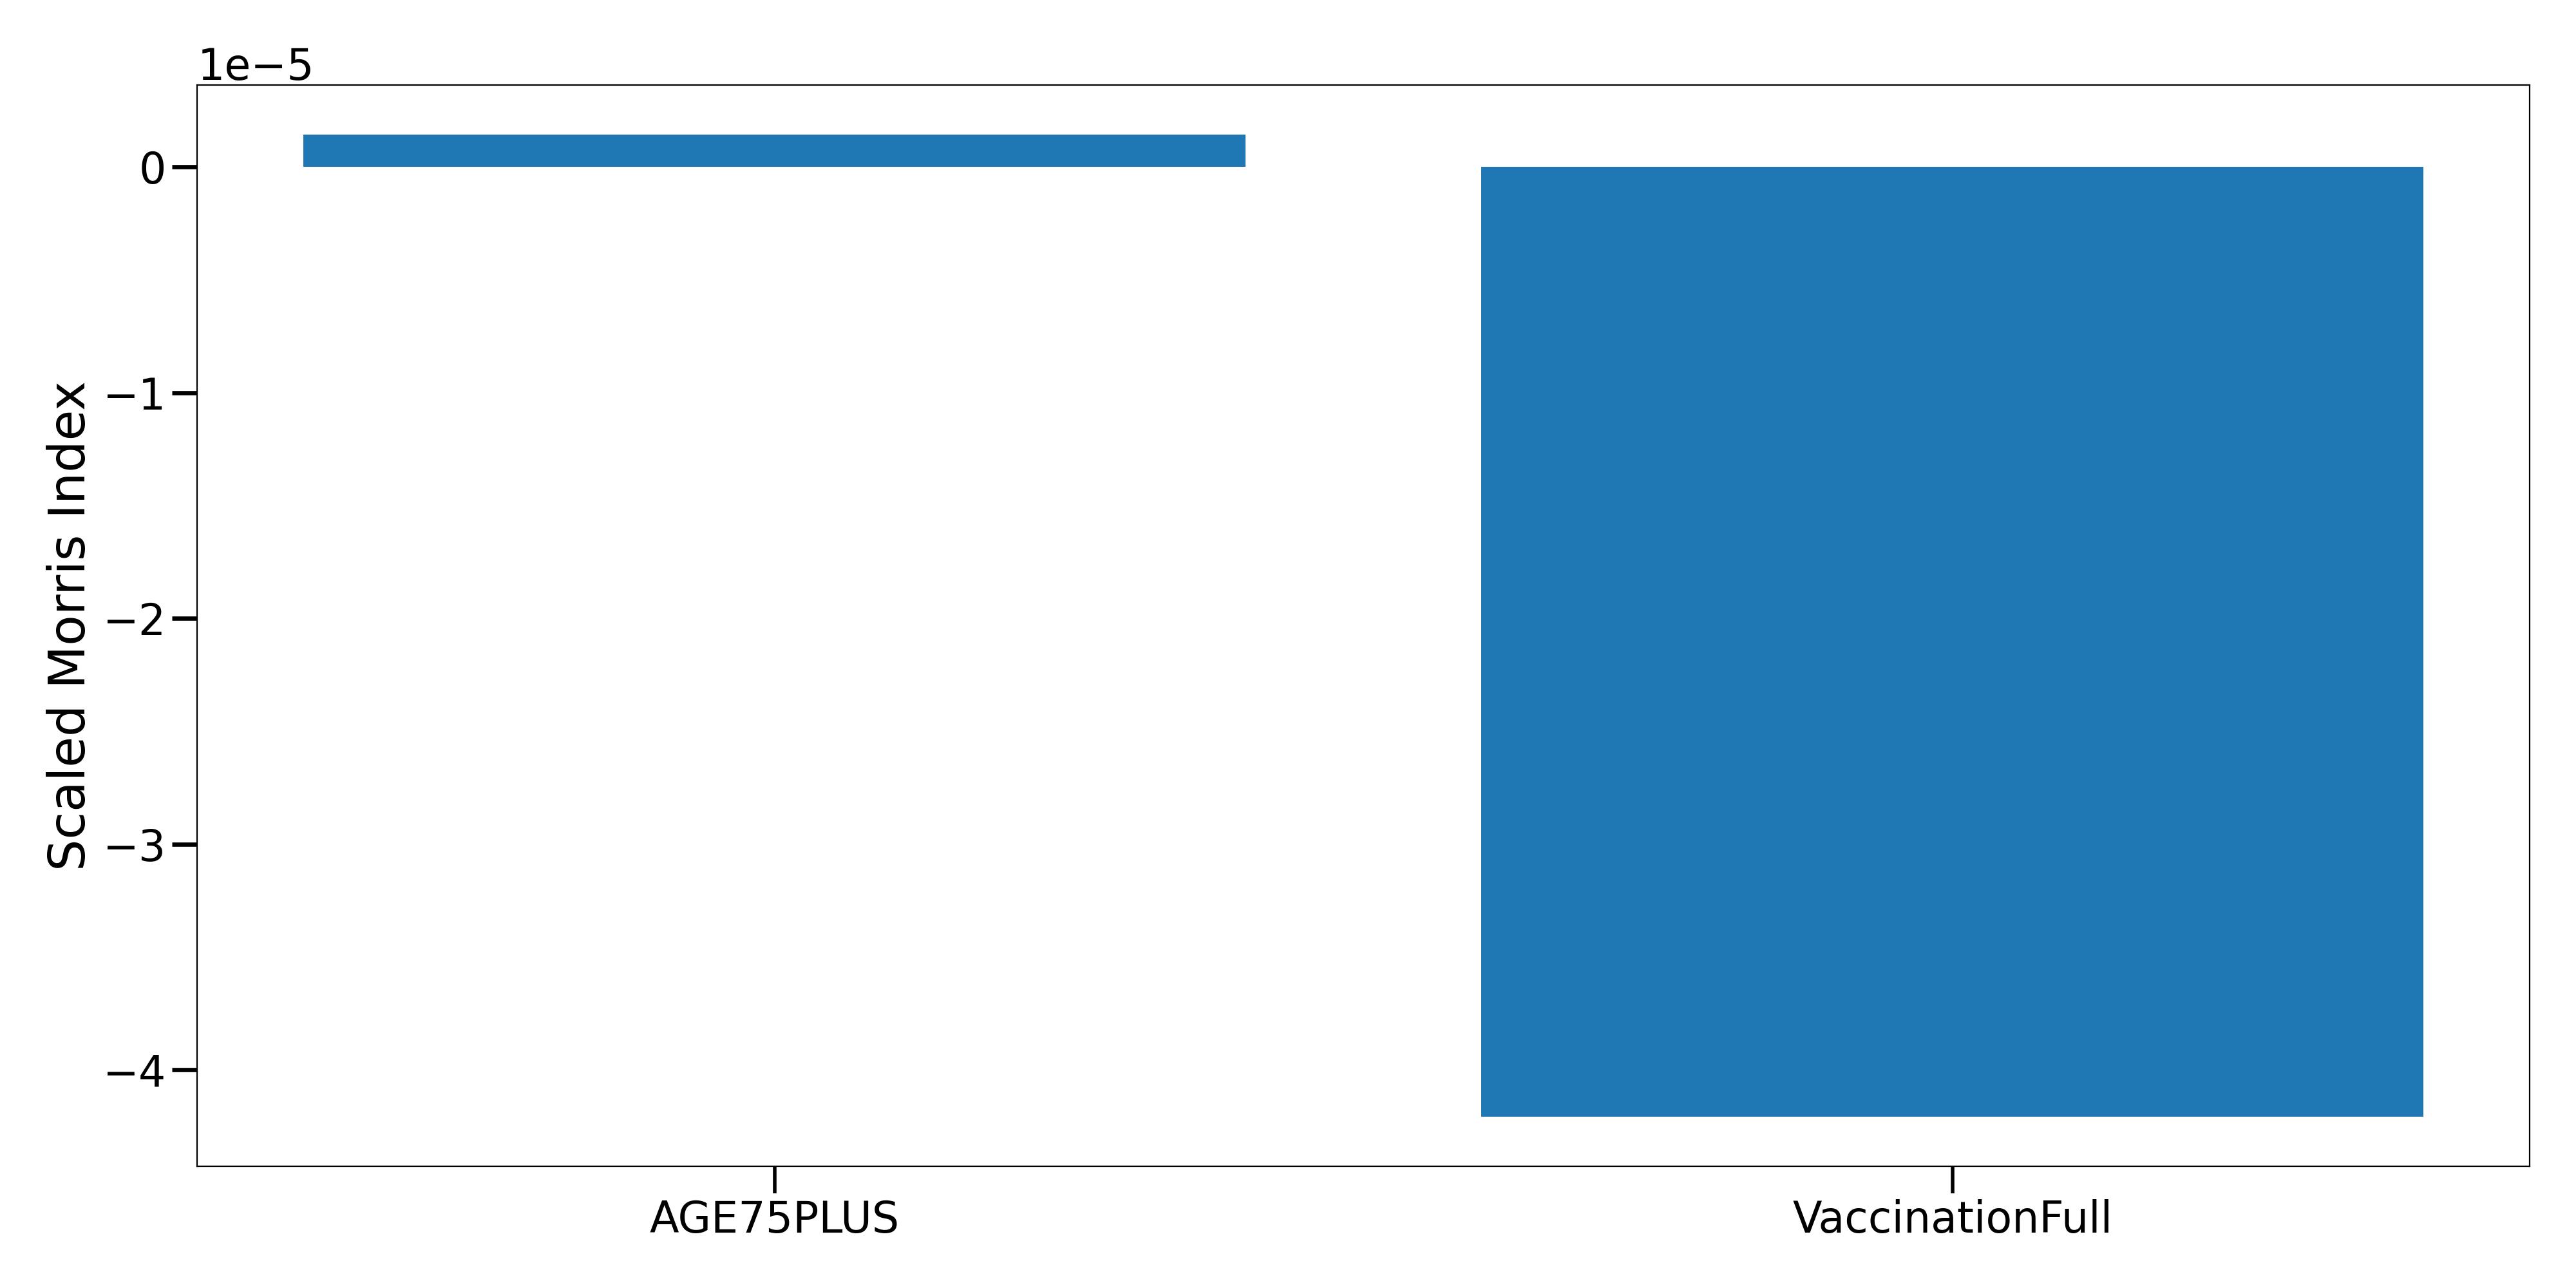 1e−5
0
−1
−2
−3
−4
Scaled Morris Index
AGE75PLUS
VaccinationFull